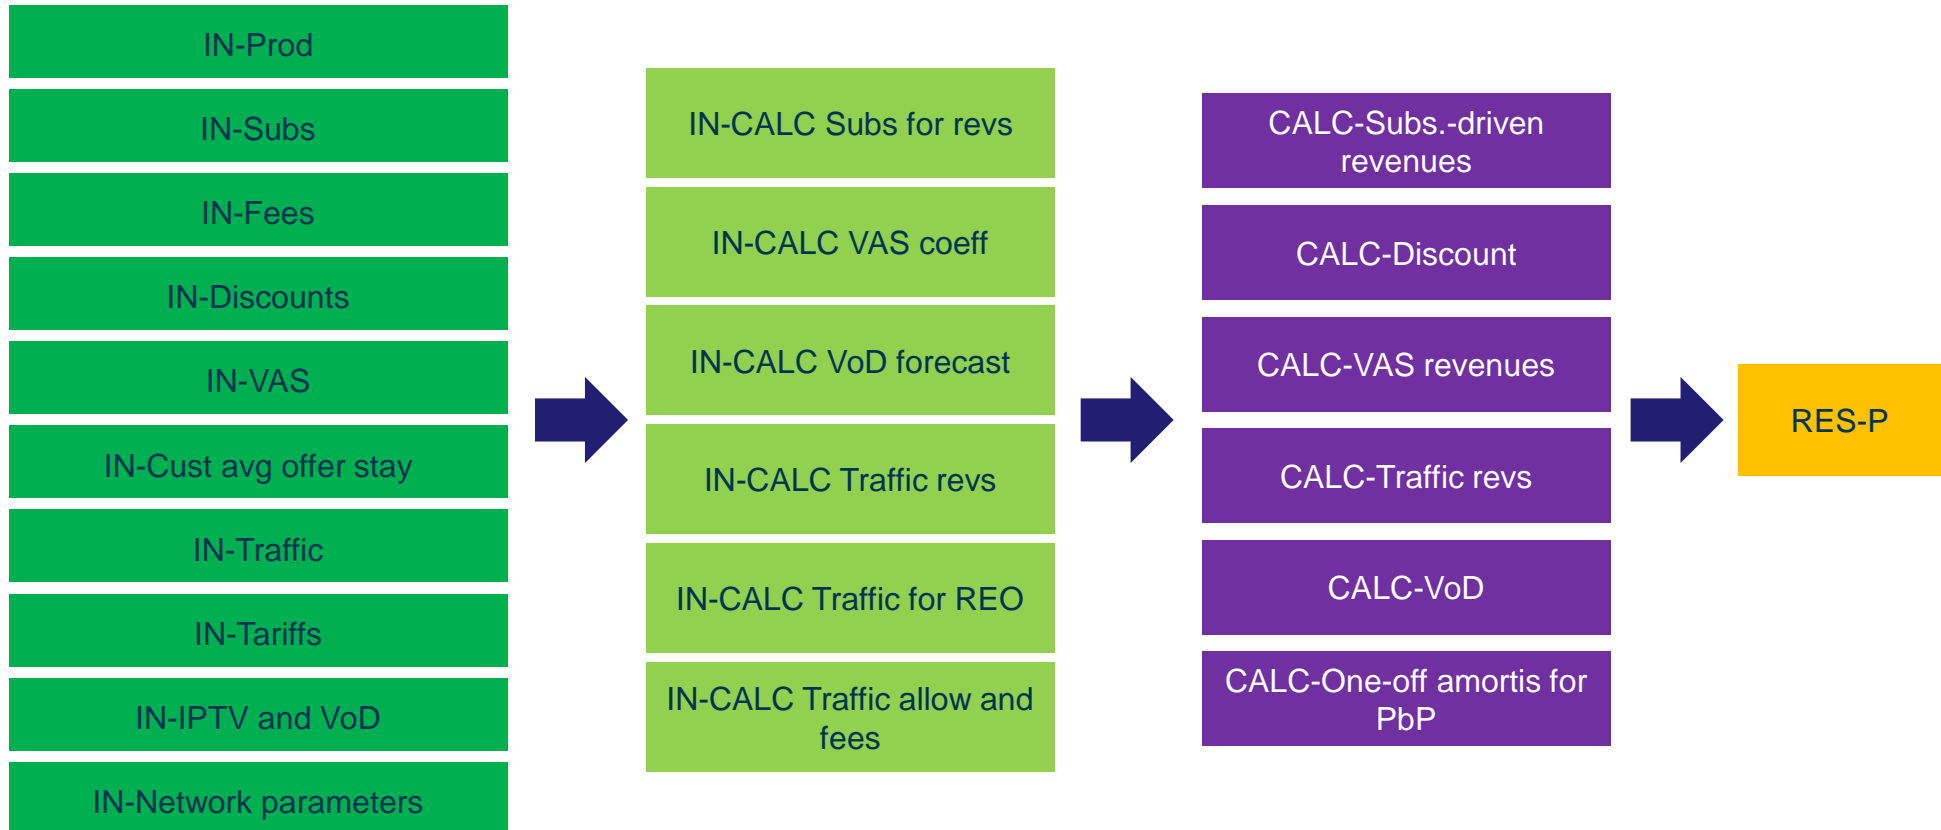 IN-Prod
IN-Subs
IN-Fees
IN-Discounts
IN-VAS
IN-Cust avg offer stay
IN-Traffic
IN-Tariffs
IN-IPTV and VoD
IN-Network parameters
IN-CALC Subs for revs
IN-CALC VAS coeff
IN-CALC VoD forecast
IN-CALC Traffic revs
IN-CALC Traffic for REO
IN-CALC Traffic allow and
fees
CALC-Subs.-driven
revenues
CALC-Discount
CALC-VAS revenues
CALC-Traffic revs
CALC-VoD
CALC-One-off amortis for
PbP
RES-P